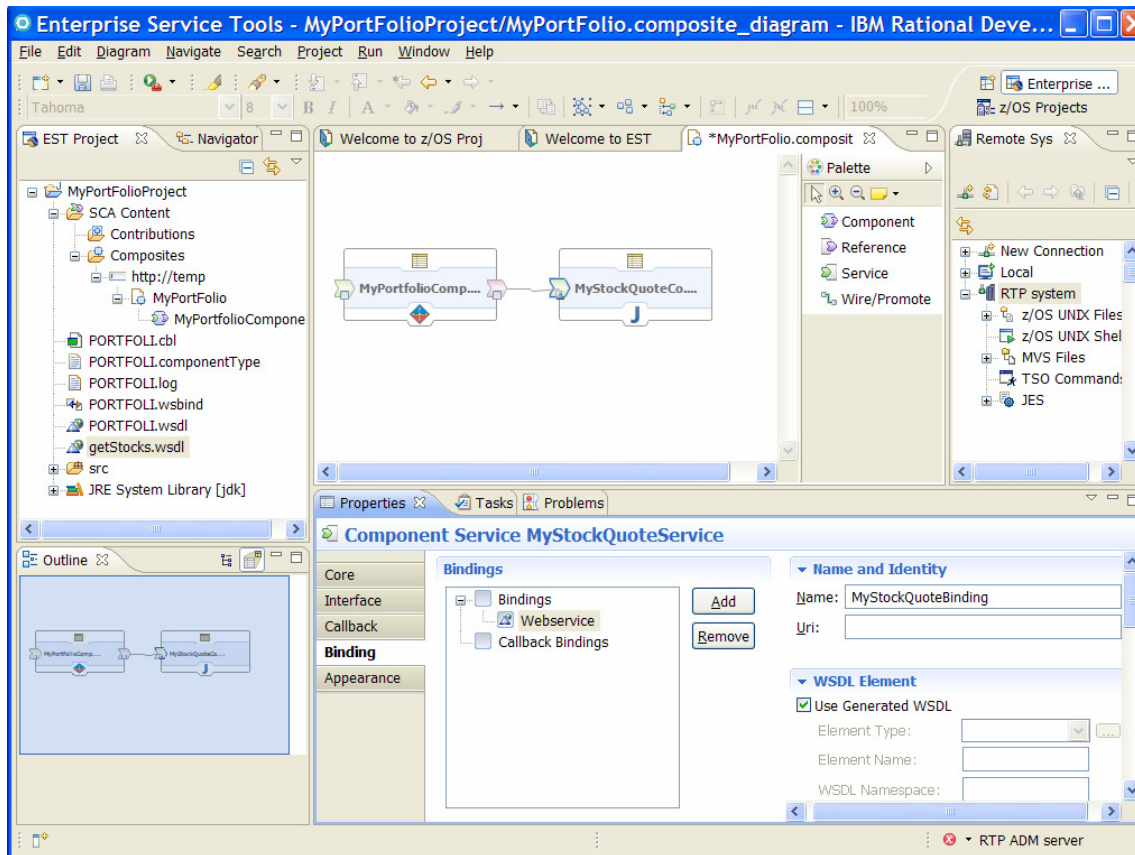 Enterprise Service Tools - MyPortFolioProject/MyPortFolio.composite_diagram - IBM Rational Deve...
File Edit Diagram Navigate Search Project Run Window Help
Enterprise ...
Tahoma 8 B I A 100% z/OS Projects
EST Project Navigator
Welcome to z/OS Proj Welcome to EST *MyPortFolio.composit
Remote Sys
MyPortFolioProject
SCA Content
Contributions
Composites
http://temp
MyPortFolio
MyPortfolioCompone
PORTFOLI.cbl
PORTFOLI.componentType
PORTFOLI.log
PORTFOLI.wsbind
PORTFOLI.wsdl
getStocks.wsdl
src
JRE System Library [jdk]
MyPortfolioComp.... MyStockQuoteCo....
J
Palette
Component
Reference
Service
Wire/Promote
New Connection
Local
RTP system
z/OS UNIX Files
z/OS UNIX Shel
MVS Files
TSO Command
JES
Outline
MyPortfolioComp.... MyStockQuoteCo....
J
Properties Tasks Problems
Component Service MyStockQuoteService
Core
Interface
Callback
Binding
Appearance
Bindings
Bindings
Webservice
Callback Bindings
Add
Remove
Name and Identity
Name: MyStockQuoteBinding
Uri:
WSDL Element
Use Generated WSDL
Element Type: ...
Element Name:
WSDL Namespace:
RTP ADM server